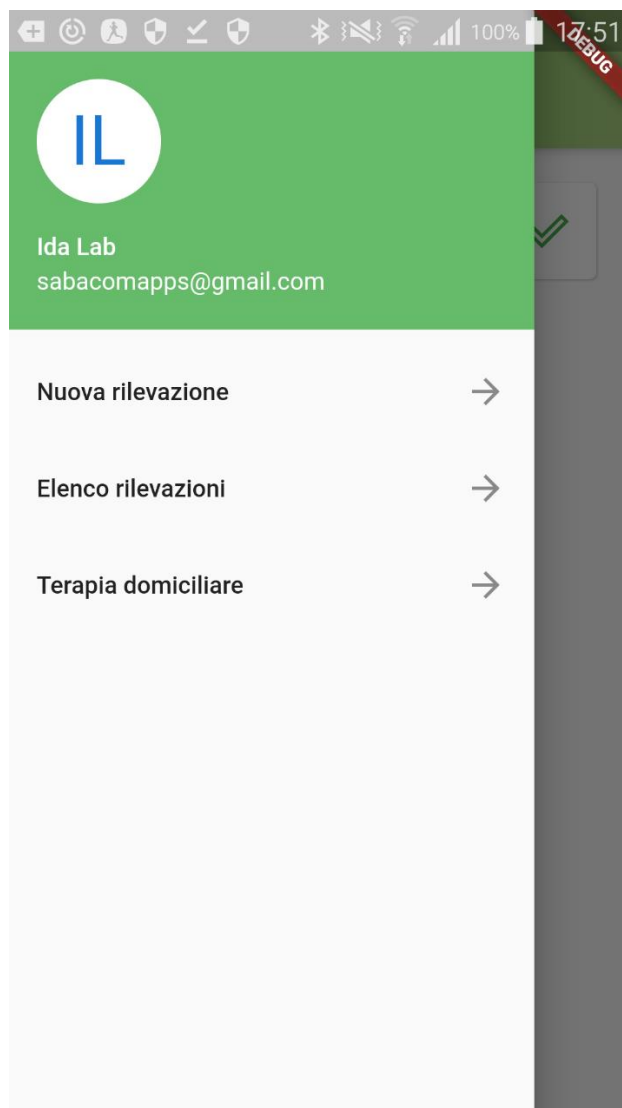 100% 17:51
DEBUG
IL
Ida Lab
sabacomapps@gmail.com
Nuova rilevazione
Elenco rilevazioni
Terapia domiciliare